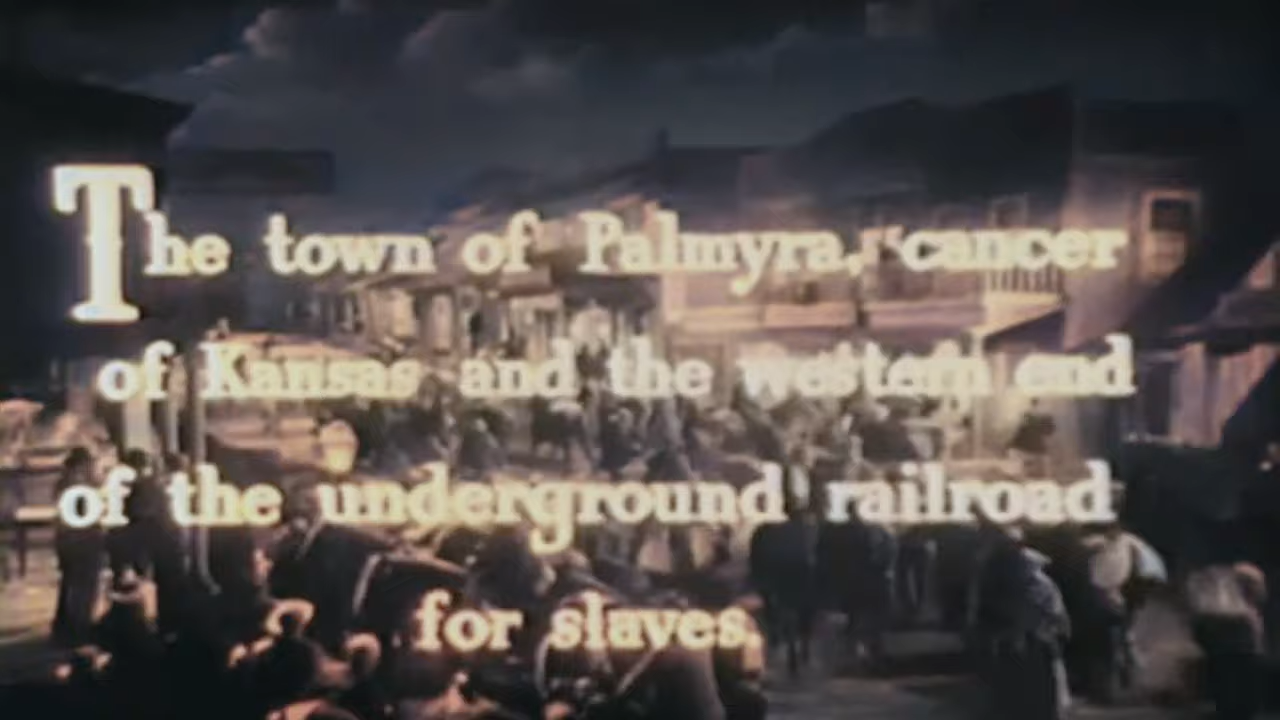 The town of Palmyra, cancer
of Kansas and the western end
of the underground railroad
for slaves.